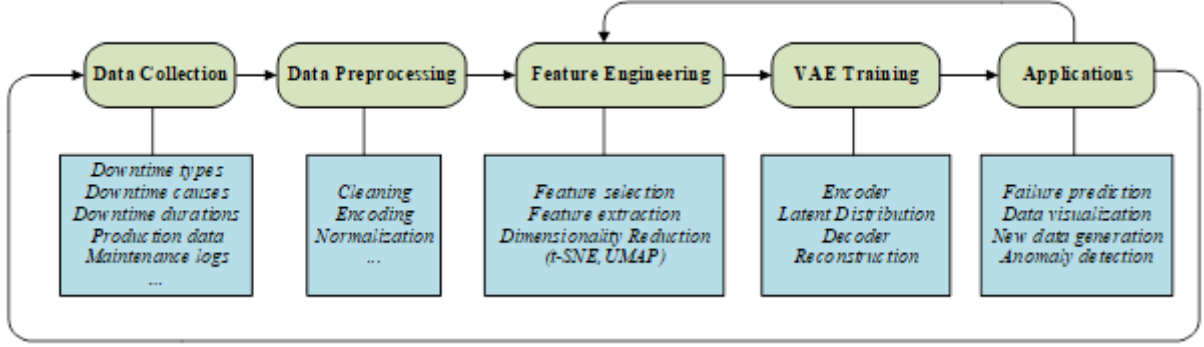 Data Collection
Data Preprocessing
Feature Engineering
VAE Training
Applications
Downtime types
Downtime causes
Downtime durations
Production data
Maintenance logs
...
Cleaning
Encoding
Normalization
...
Feature selection
Feature extraction
Dimensionality Reduction
(t-SNE, UMAP)
Encoder
Latent Distribution
Decoder
Reconstruction
Failure prediction
Data visualization
New data generation
Anomaly detection